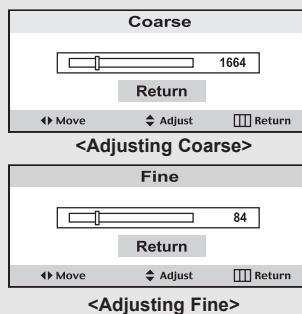 Coarse
1664
Return
Move Adjust Return
<Adjusting Coarse>
Fine
84
Return
Move Adjust Return
<Adjusting Fine>